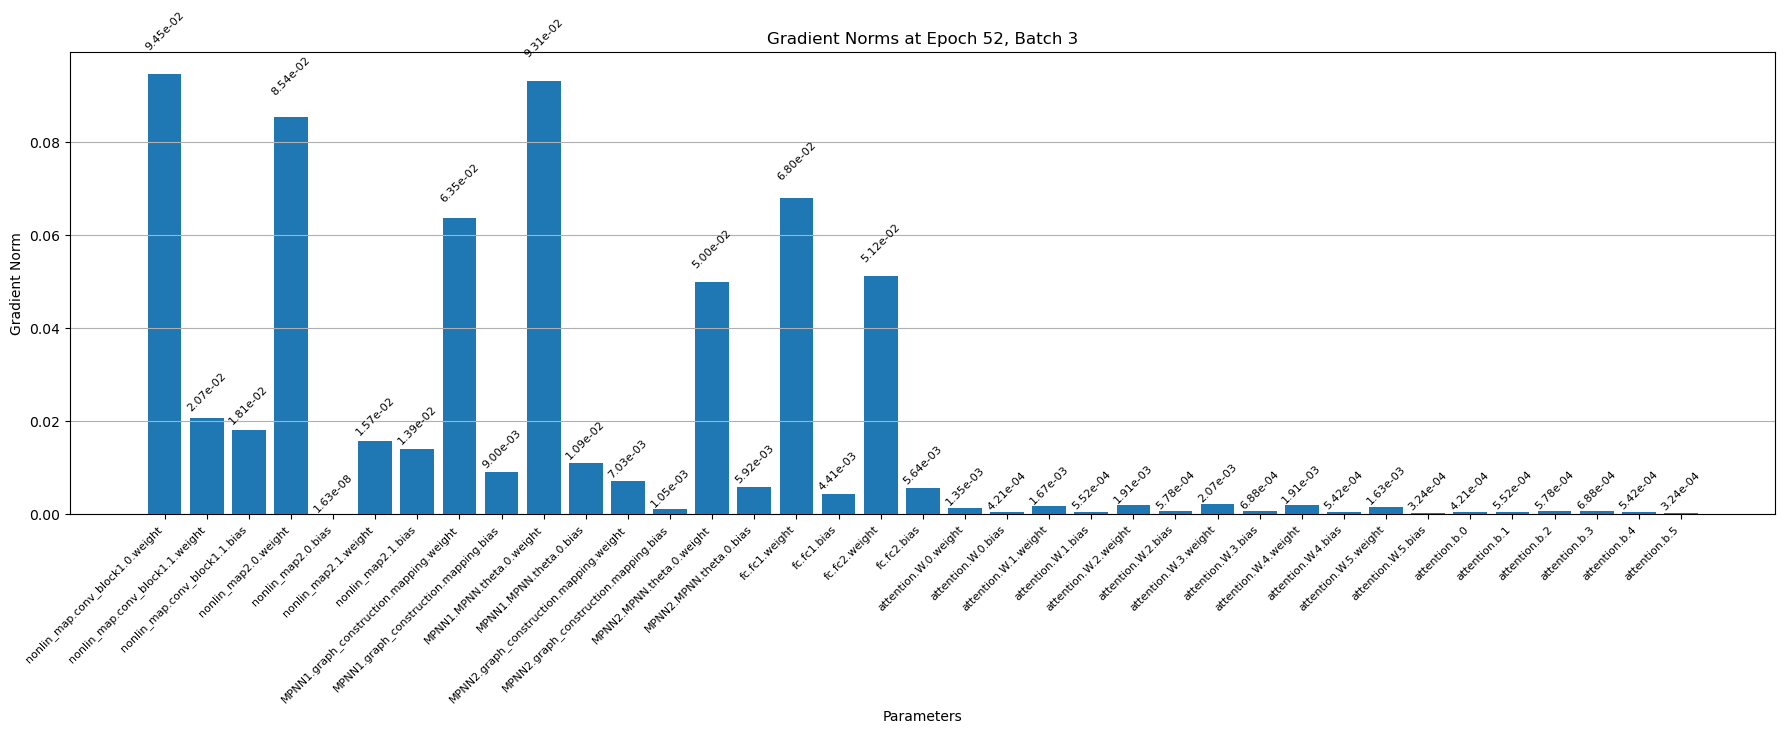 Gradient Norms at Epoch 52, Batch 3
Gradient Norm
0.08
0.06
0.04
0.02
0.00
9.45e-02
2.07e-02
1.81e-02
8.54e-02
1.63e-08
1.57e-02
1.39e-02
6.35e-02
9.00e-03
9.31e-02
1.09e-02
7.03e-03
1.05e-03
5.00e-02
5.92e-03
6.80e-02
4.41e-03
5.12e-02
5.64e-03
1.35e-03
4.21e-04
1.67e-03
5.52e-04
1.91e-03
5.78e-04
2.07e-03
6.88e-04
1.91e-03
5.42e-04
1.63e-03
3.24e-04
4.21e-04
5.52e-04
5.78e-04
6.88e-04
5.42e-04
3.24e-04
nonlin_map.conv_block1.0.weight
nonlin_map.conv_block1.1.weight
nonlin_map.conv_block1.1.bias
nonlin_map2.0.weight
nonlin_map2.0.bias
nonlin_map2.1.weight
nonlin_map2.1.bias
MPNN1.graph_construction.mapping.weight
MPNN1.graph_construction.mapping.bias
MPNN1.MPNN.theta.0.weight
MPNN1.MPNN.theta.0.bias
MPNN2.graph_construction.mapping.weight
MPNN2.graph_construction.mapping.bias
MPNN2.MPNN.theta.0.weight
MPNN2.MPNN.theta.0.bias
fc.fc1.weight
fc.fc1.bias
fc.fc2.weight
fc.fc2.bias
attention.W.0.weight
attention.W.0.bias
attention.W.1.weight
attention.W.1.bias
attention.W.2.weight
attention.W.2.bias
attention.W.3.weight
attention.W.3.bias
attention.W.4.weight
attention.W.4.bias
attention.W.5.weight
attention.W.5.bias
attention.b.0
attention.b.1
attention.b.2
attention.b.3
attention.b.4
attention.b.5
Parameters